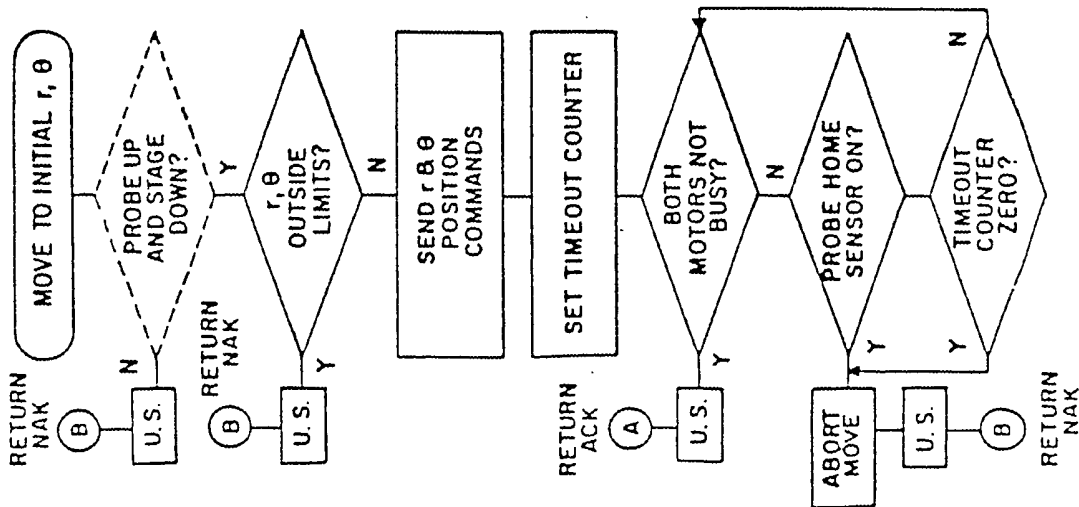 MOVE TO INITIAL r, θ
RETURN
NAK
B
U.S.
N
PROBE UP
AND STAGE
DOWN?
Y
RETURN
NAK
B
U.S.
Y
r, θ
OUTSIDE
LIMITS?
N
SEND r & θ
POSITION
COMMANDS
SET TIMEOUT COUNTER
RETURN
ACK
A
U.S.
Y
BOTH
MOTORS NOT
BUSY?
N
PROBE HOME
SENSOR ON?
Y
ABORT
MOVE
U.S.
B
RETURN
NAK
TIMEOUT
COUNTER
ZERO?
Y
N